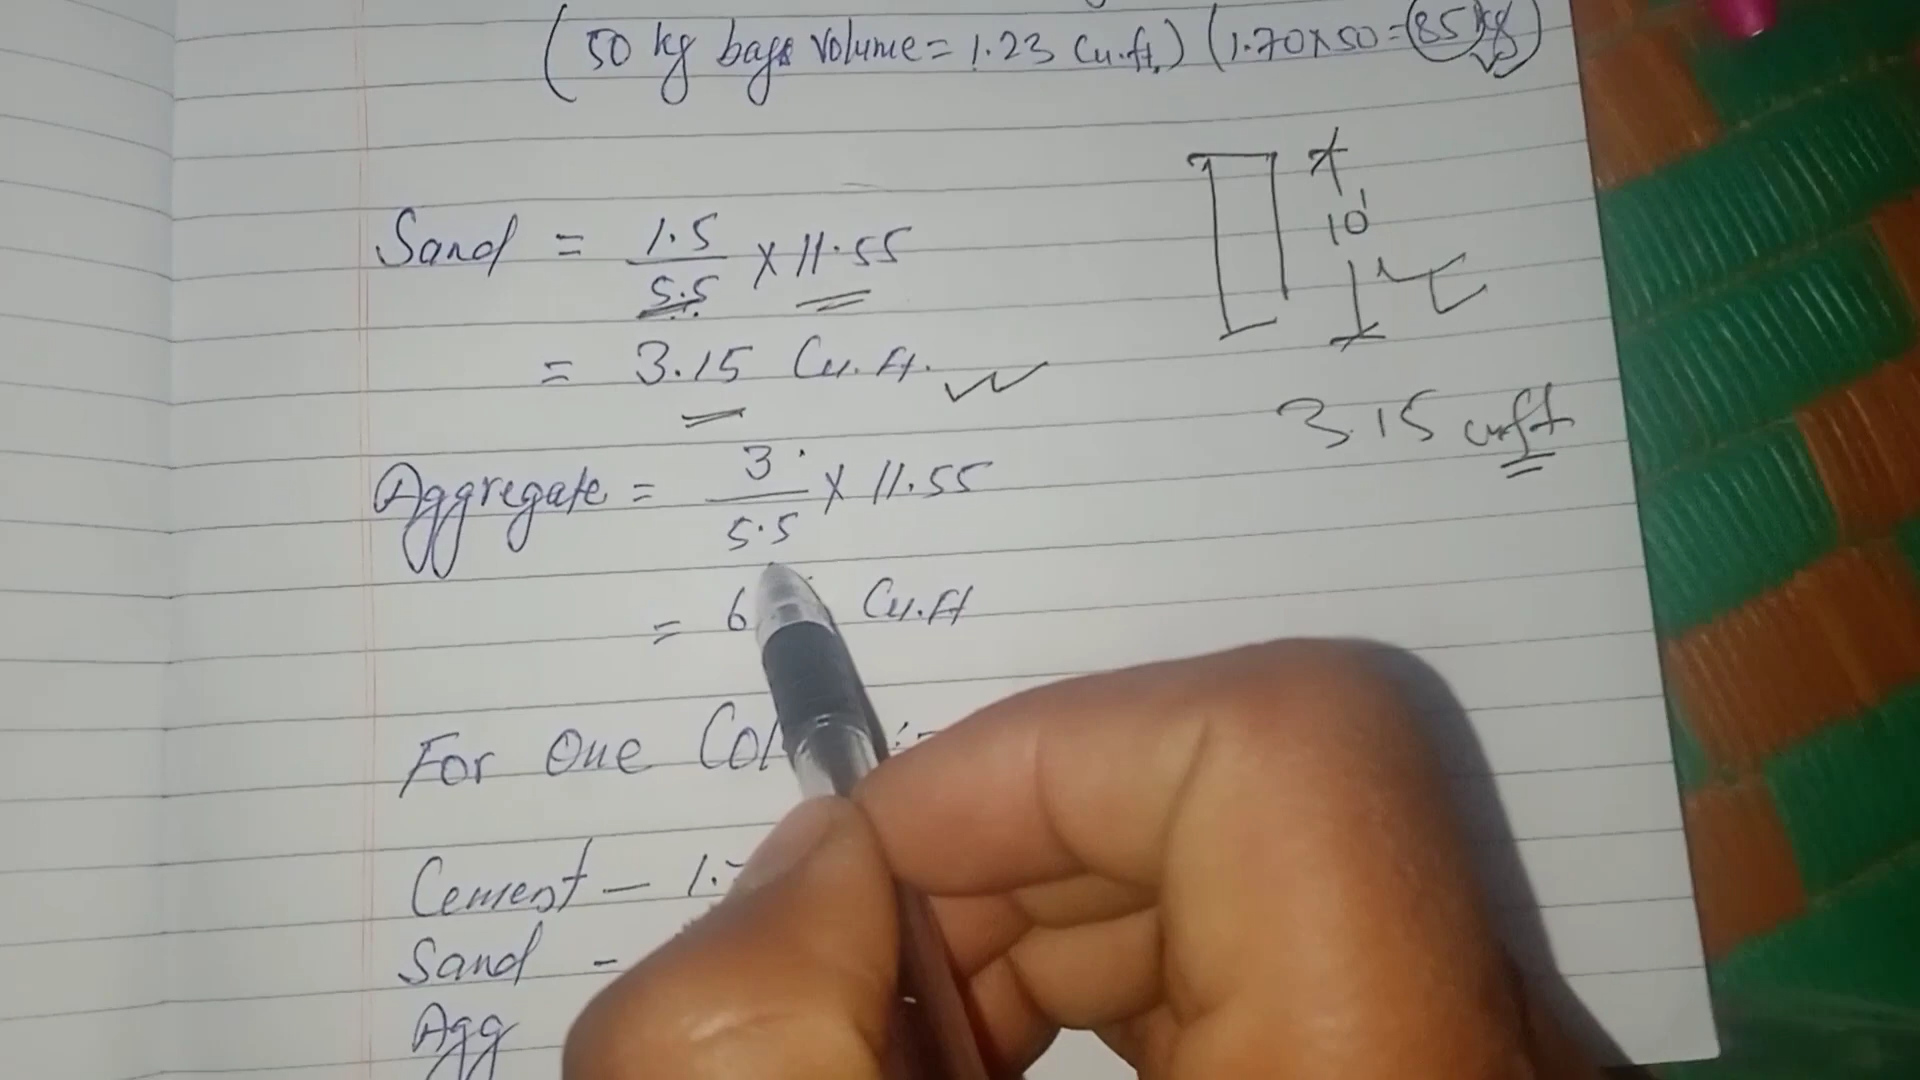 (50 kg bags Volume = 1.23 Cu.ft.) (1.70x50 = 85 kg)
10'
Sand = 1.5/5.5 x 11.55
= 3.15 Cu.ft.
3.15 cuft
Aggregate = 3/5.5 x 11.55
= 6 Cu.ft
For One
Cement -
Sand -
Agg